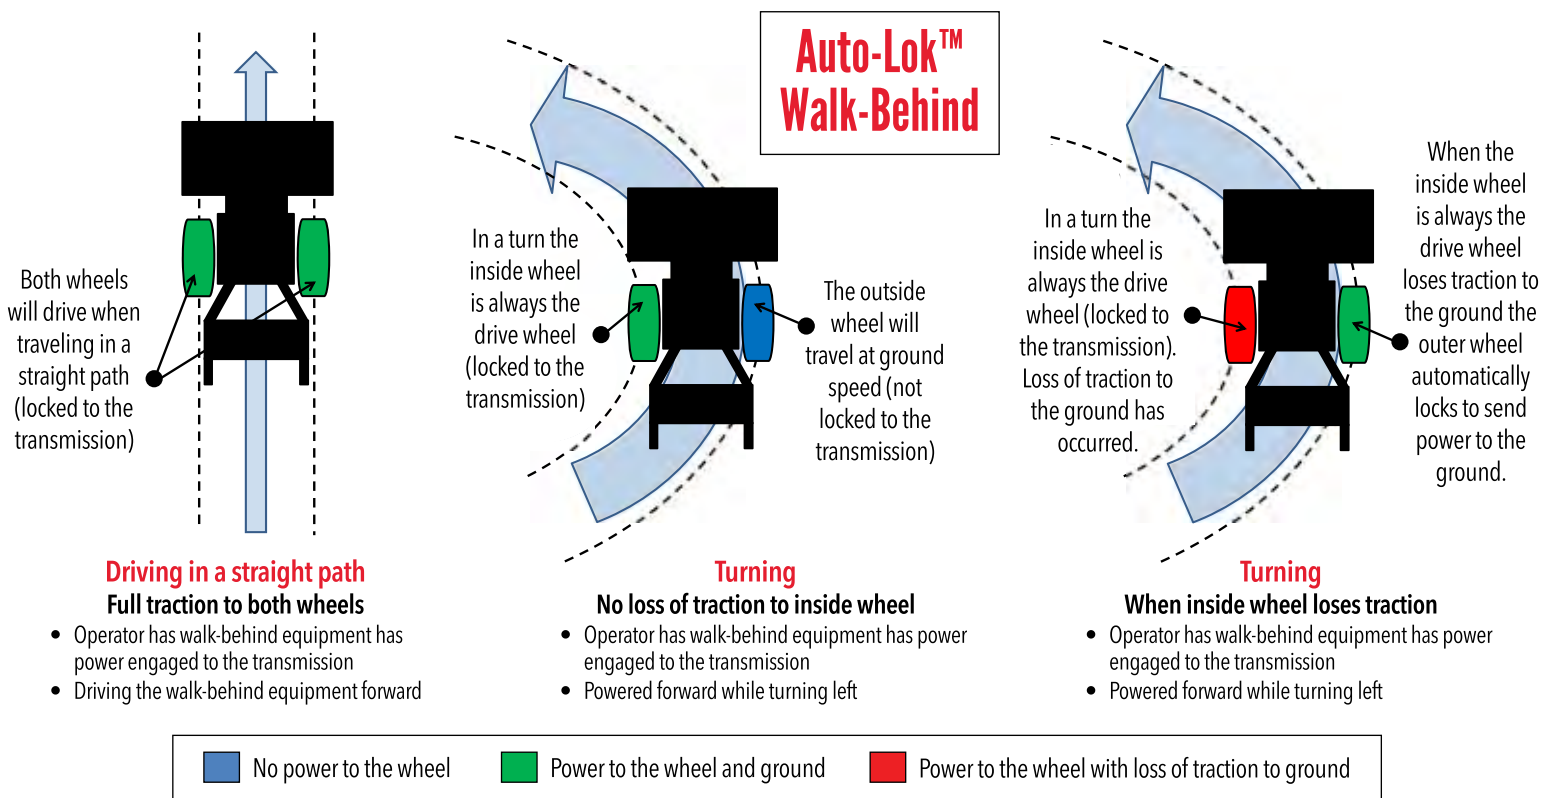 Auto-Lok™
Walk-Behind
Both wheels
will drive when
traveling in a
straight path
(locked to the
transmission)
In a turn the
inside wheel
is always the
drive wheel
(locked to the
transmission)
The outside
wheel will
travel at ground
speed (not
locked to the
transmission)
In a turn the
inside wheel is
always the drive
wheel (locked to
the transmission).
Loss of traction to
the ground has
occurred.
When the
inside wheel
is always the
drive wheel
loses traction to
the ground the
outer wheel
automatically
locks to send
power to the
ground.
Driving in a straight path
Full traction to both wheels
• Operator has walk-behind equipment has
power engaged to the transmission
• Driving the walk-behind equipment forward
Turning
No loss of traction to inside wheel
• Operator has walk-behind equipment has power
engaged to the transmission
• Powered forward while turning left
Turning
When inside wheel loses traction
• Operator has walk-behind equipment has power
engaged to the transmission
• Powered forward while turning left
No power to the wheel
Power to the wheel and ground
Power to the wheel with loss of traction to ground